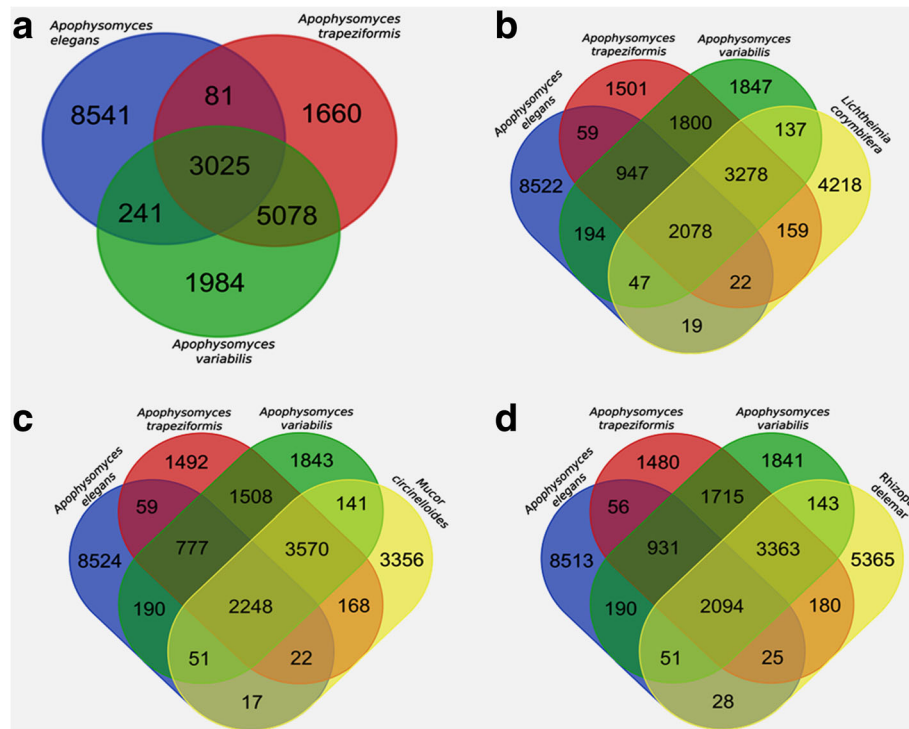 a
Apophysomyces
elegans
Apophysomyces
trapeziformis
8541
81
1660
3025
241
5078
1984
Apophysomyces
variabilis
b
Apophysomyces
elegans
Apophysomyces
trapeziformis
Apophysomyces
variabilis
Lichtheimia
corymbifera
1501
1847
59
1800
137
8522
947
3278
4218
194
2078
159
47
22
19
c
Apophysomyces
elegans
Apophysomyces
trapeziformis
Apophysomyces
variabilis
Mucor
circinelloides
1492
1843
59
1508
141
8524
777
3570
3356
190
2248
168
51
22
17
d
Apophysomyces
elegans
Apophysomyces
trapeziformis
Apophysomyces
variabilis
Rhizop
delemar
1480
1841
56
1715
143
8513
931
3363
5365
190
2094
180
51
25
28